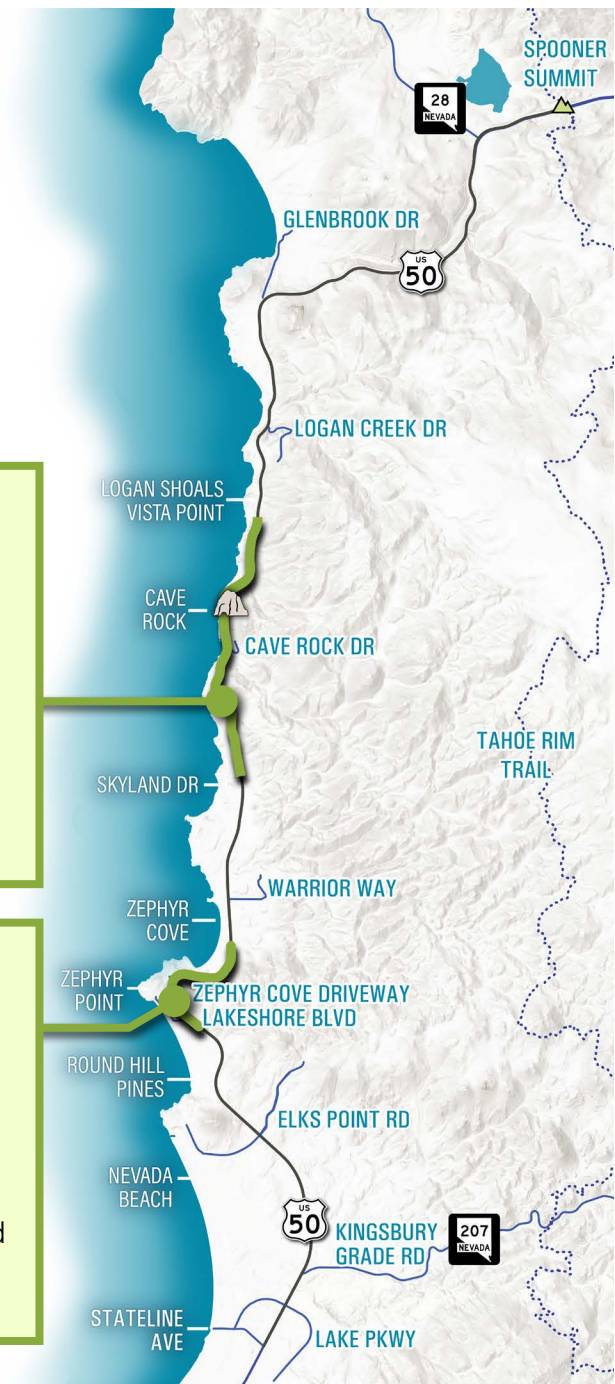 SPOONER
SUMMIT
28
NEVADA
GLENBROOK DR
US
50
LOGAN CREEK DR
LOGAN SHOALS
VISTA POINT
CAVE
ROCK
CAVE ROCK DR
TAHOE RIM
TRAIL
SKYLAND DR
WARRIOR WAY
ZEPHYR
COVE
ZEPHYR
POINT
ZEPHYR COVE DRIVEWAY
LAKESHORE BLVD
ROUND HILL
PINES
ELKS POINT RD
NEVADA
BEACH
US
50
KINGSBURY
GRADE RD
207
NEVADA
STATELINE
AVE
LAKE PKWY